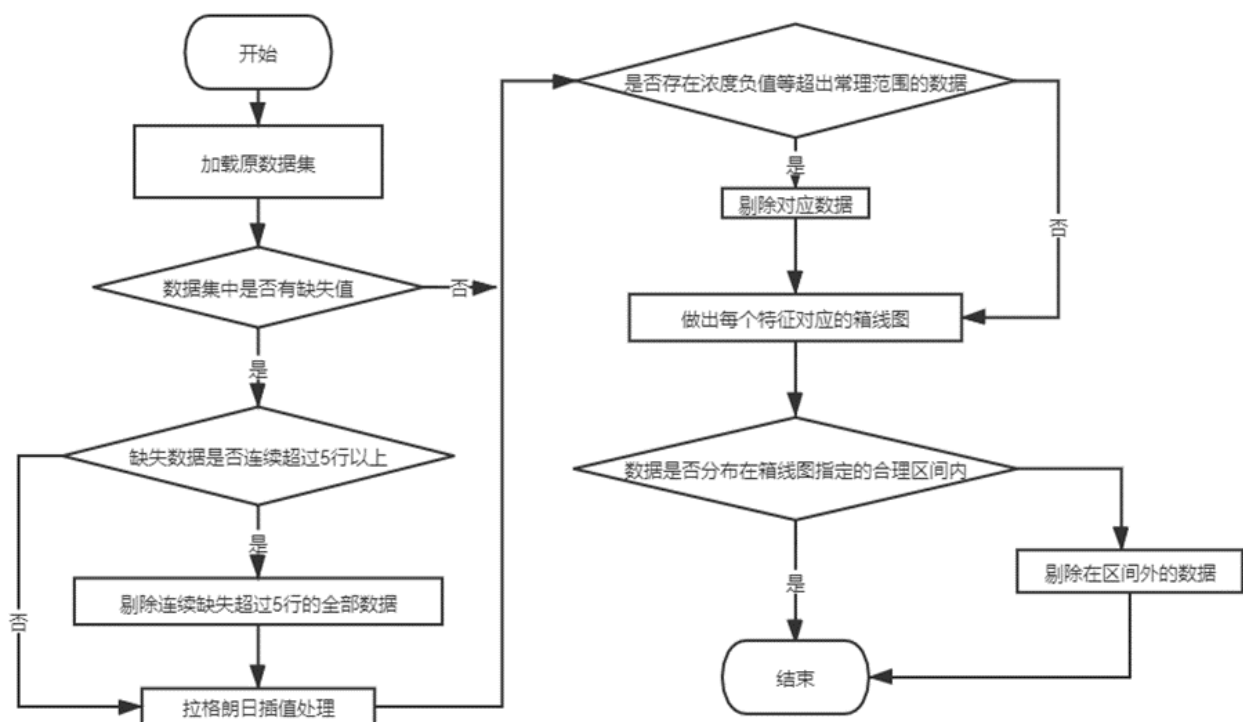 开始
加载原数据集
数据集中是否有缺失值
否
是
缺失数据是否连续超过5行以上
是
剔除连续缺失超过5行的全部数据
否
拉格朗日插值处理
是否存在浓度负值等超出常理范围的数据
是
剔除对应数据
否
做出每个特征对应的箱线图
数据是否分布在箱线图指定的合理区间内
剔除在区间外的数据
是
结束